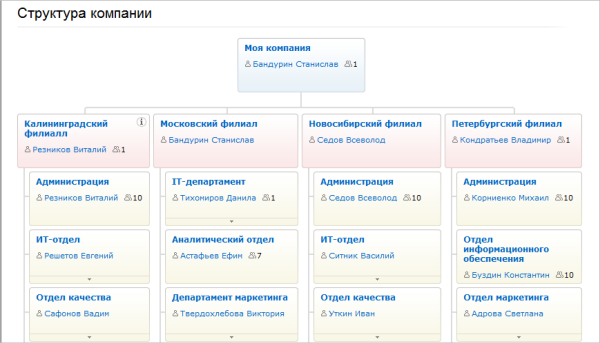 Структура компании
Моя компания
Бандурин Станислав 1
Калининградский
филиалл
Резников Виталий 1
Московский филиал
Бандурин Станислав
Новосибирский филиал
Седов Всеволод
Петербургский филиал
Кондратьев Владимир 1
Администрация
Резников Виталий 10
IT-департамент
Тихомиров Данила 1
Администрация
Седов Всеволод 10
Администрация
Корниенко Михаил 10
ИТ-отдел
Решетов Евгений
Аналитический отдел
Астафьев Ефим 7
ИТ-отдел
Ситник Василий
Отдел
информационного
обеспечения
Буздин Константин 10
Отдел качества
Сафонов Вадин
Департамент маркетинга
Твердохлебова Виктория
Отдел качества
Уткин Иван
Отдел маркетинга
Адрова Светлана